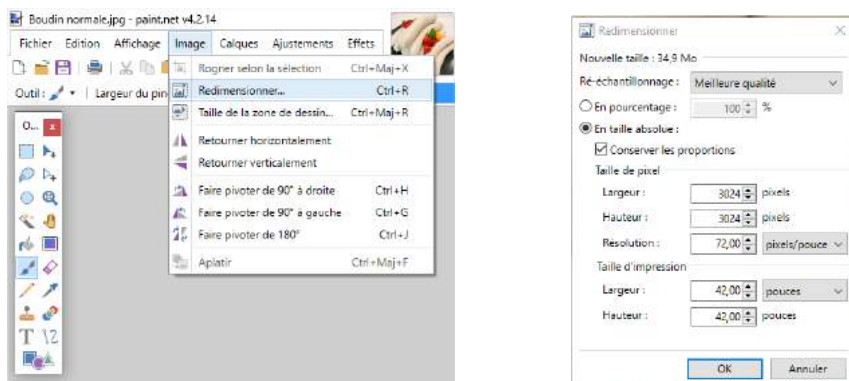 Boudin normale.jpg - paint.net v4.2.14
Fichier Edition Affichage Image Calques Ajustements Effets
Rogner selon la sélection Ctrl+Maj+X
Outil : Largeur du pin
Redimensionner... Ctrl+R
Taille de la zone de dessin... Ctrl+Maj+R
O... x
Retourner horizontalement
Retourner verticalement
Faire pivoter de 90° à droite Ctrl+H
Faire pivoter de 90° à gauche Ctrl+G
Faire pivoter de 180° Ctrl+J
Aplatir Ctrl+Maj+F
Redimensionner
Nouvelle taille : 34,9 Mo
Ré-échantillonnage : Meilleure qualité
En pourcentage : 100 %
En taille absolue :
Conserver les proportions
Taille de pixel
Largeur : 3024 pixels
Hauteur : 3024 pixels
Résolution : 72,00 pixels/pouce
Taille d'impression
Largeur : 42,00 pouces
Hauteur : 42,00 pouces
OK Annuler